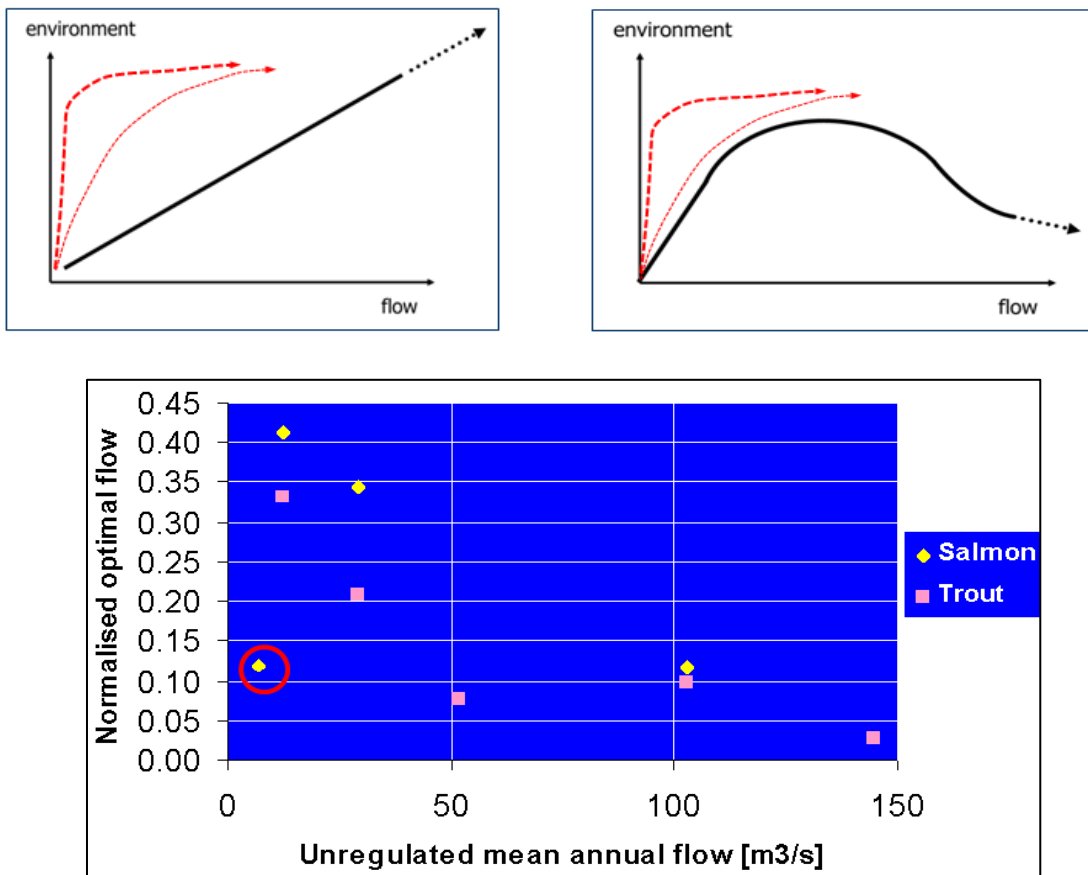 environment
flow
environment
flow
Normalised optimal flow
0.45
0.40
0.35
0.30
0.25
0.20
0.15
0.10
0.05
0.00
0
50
100
150
Unregulated mean annual flow [m3/s]
Salmon
Trout